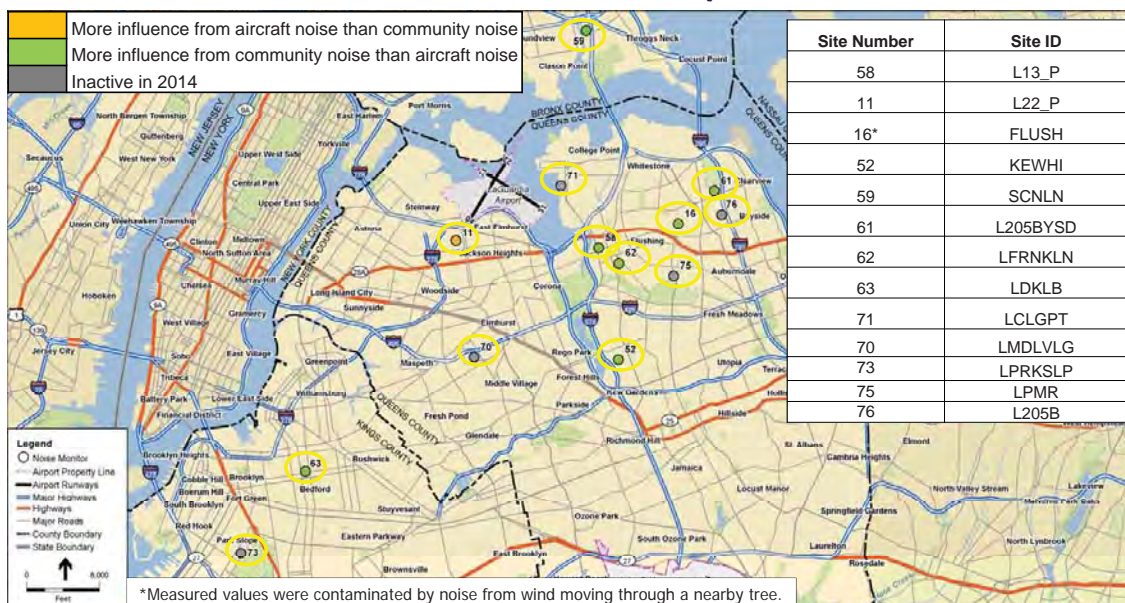 More influence from aircraft noise than community noise
More influence from community noise than aircraft noise
Inactive in 2014
Site Number Site ID
58 L13_P
11 L22_P
16* FLUSH
52 KEWHI
59 SCNLN
61 L205BYSD
62 LFRNKLN
63 LDKLB
71 LCLGPT
70 LMDLVLG
73 LPRKSLP
75 LPMR
76 L205B
59
Throggs Neck
Clason Point
Locust Point
Port Morris
North Bergen Township
Guttenberg
Secaucus
NEW JERSEY
NEW YORK
Upper West Side
East Harlem
Yorkville
BRONX COUNTY
QUEENS COUNTY
NASSAU
College Point
Whitestone
Central Park
Upper East Side
Union City
Weehawken Township
Steinway
Astoria
LaGuardia
Airport
71
61
Clearview
76
Bayside
16
East Elmhurst
11
Jackson Heights
58
Flushing
62
75
Auburndale
Clinton
Midtown
North Sutton Area
Chelsea
Murray Hill
NEW YORK COUNTY
QUEENS COUNTY
Long Island City
Woodside
Corona
Hoboken
Gramercy
Sunnyside
Elmhurst
Fresh Meadows
West Village
Soho
East Village
Greenpoint
Maspeth
70
Rego Park
52
Utopia
Jersey City
Tribeca
Lower East Side
Williamsburg
Middle Village
Forest Hills
Kew Gardens
Battery Park
Financial District
QUEENS COUNTY
KINGS COUNTY
Fresh Pond
Parkside
Hillside
Glendale
Richmond Hill
St. Albans
Elmont
Cambria Heights
Brooklyn Heights
63
Bushwick
Cobble Hill
Brooklyn
Bedford
Jamaica
Boerum Hill
Fort Green
South Brooklyn
Stuyvesant
Locust Manor
North Valley Stream
Lakeview
Red Hook
Ozone Park
Springfield Gardens
Park Slope
73
Eastern Parkway
South Ozone Park
North Lynbrook
East Brooklyn
27
Laurelton
Brownsville
Rosedale
Legend
Noise Monitor
Airport Property Line
Airport Runways
Major Highways
Highways
Major Roads
County Boundary
State Boundary
0 8,000
Feet
*Measured values were contaminated by noise from wind moving through a nearby tree.